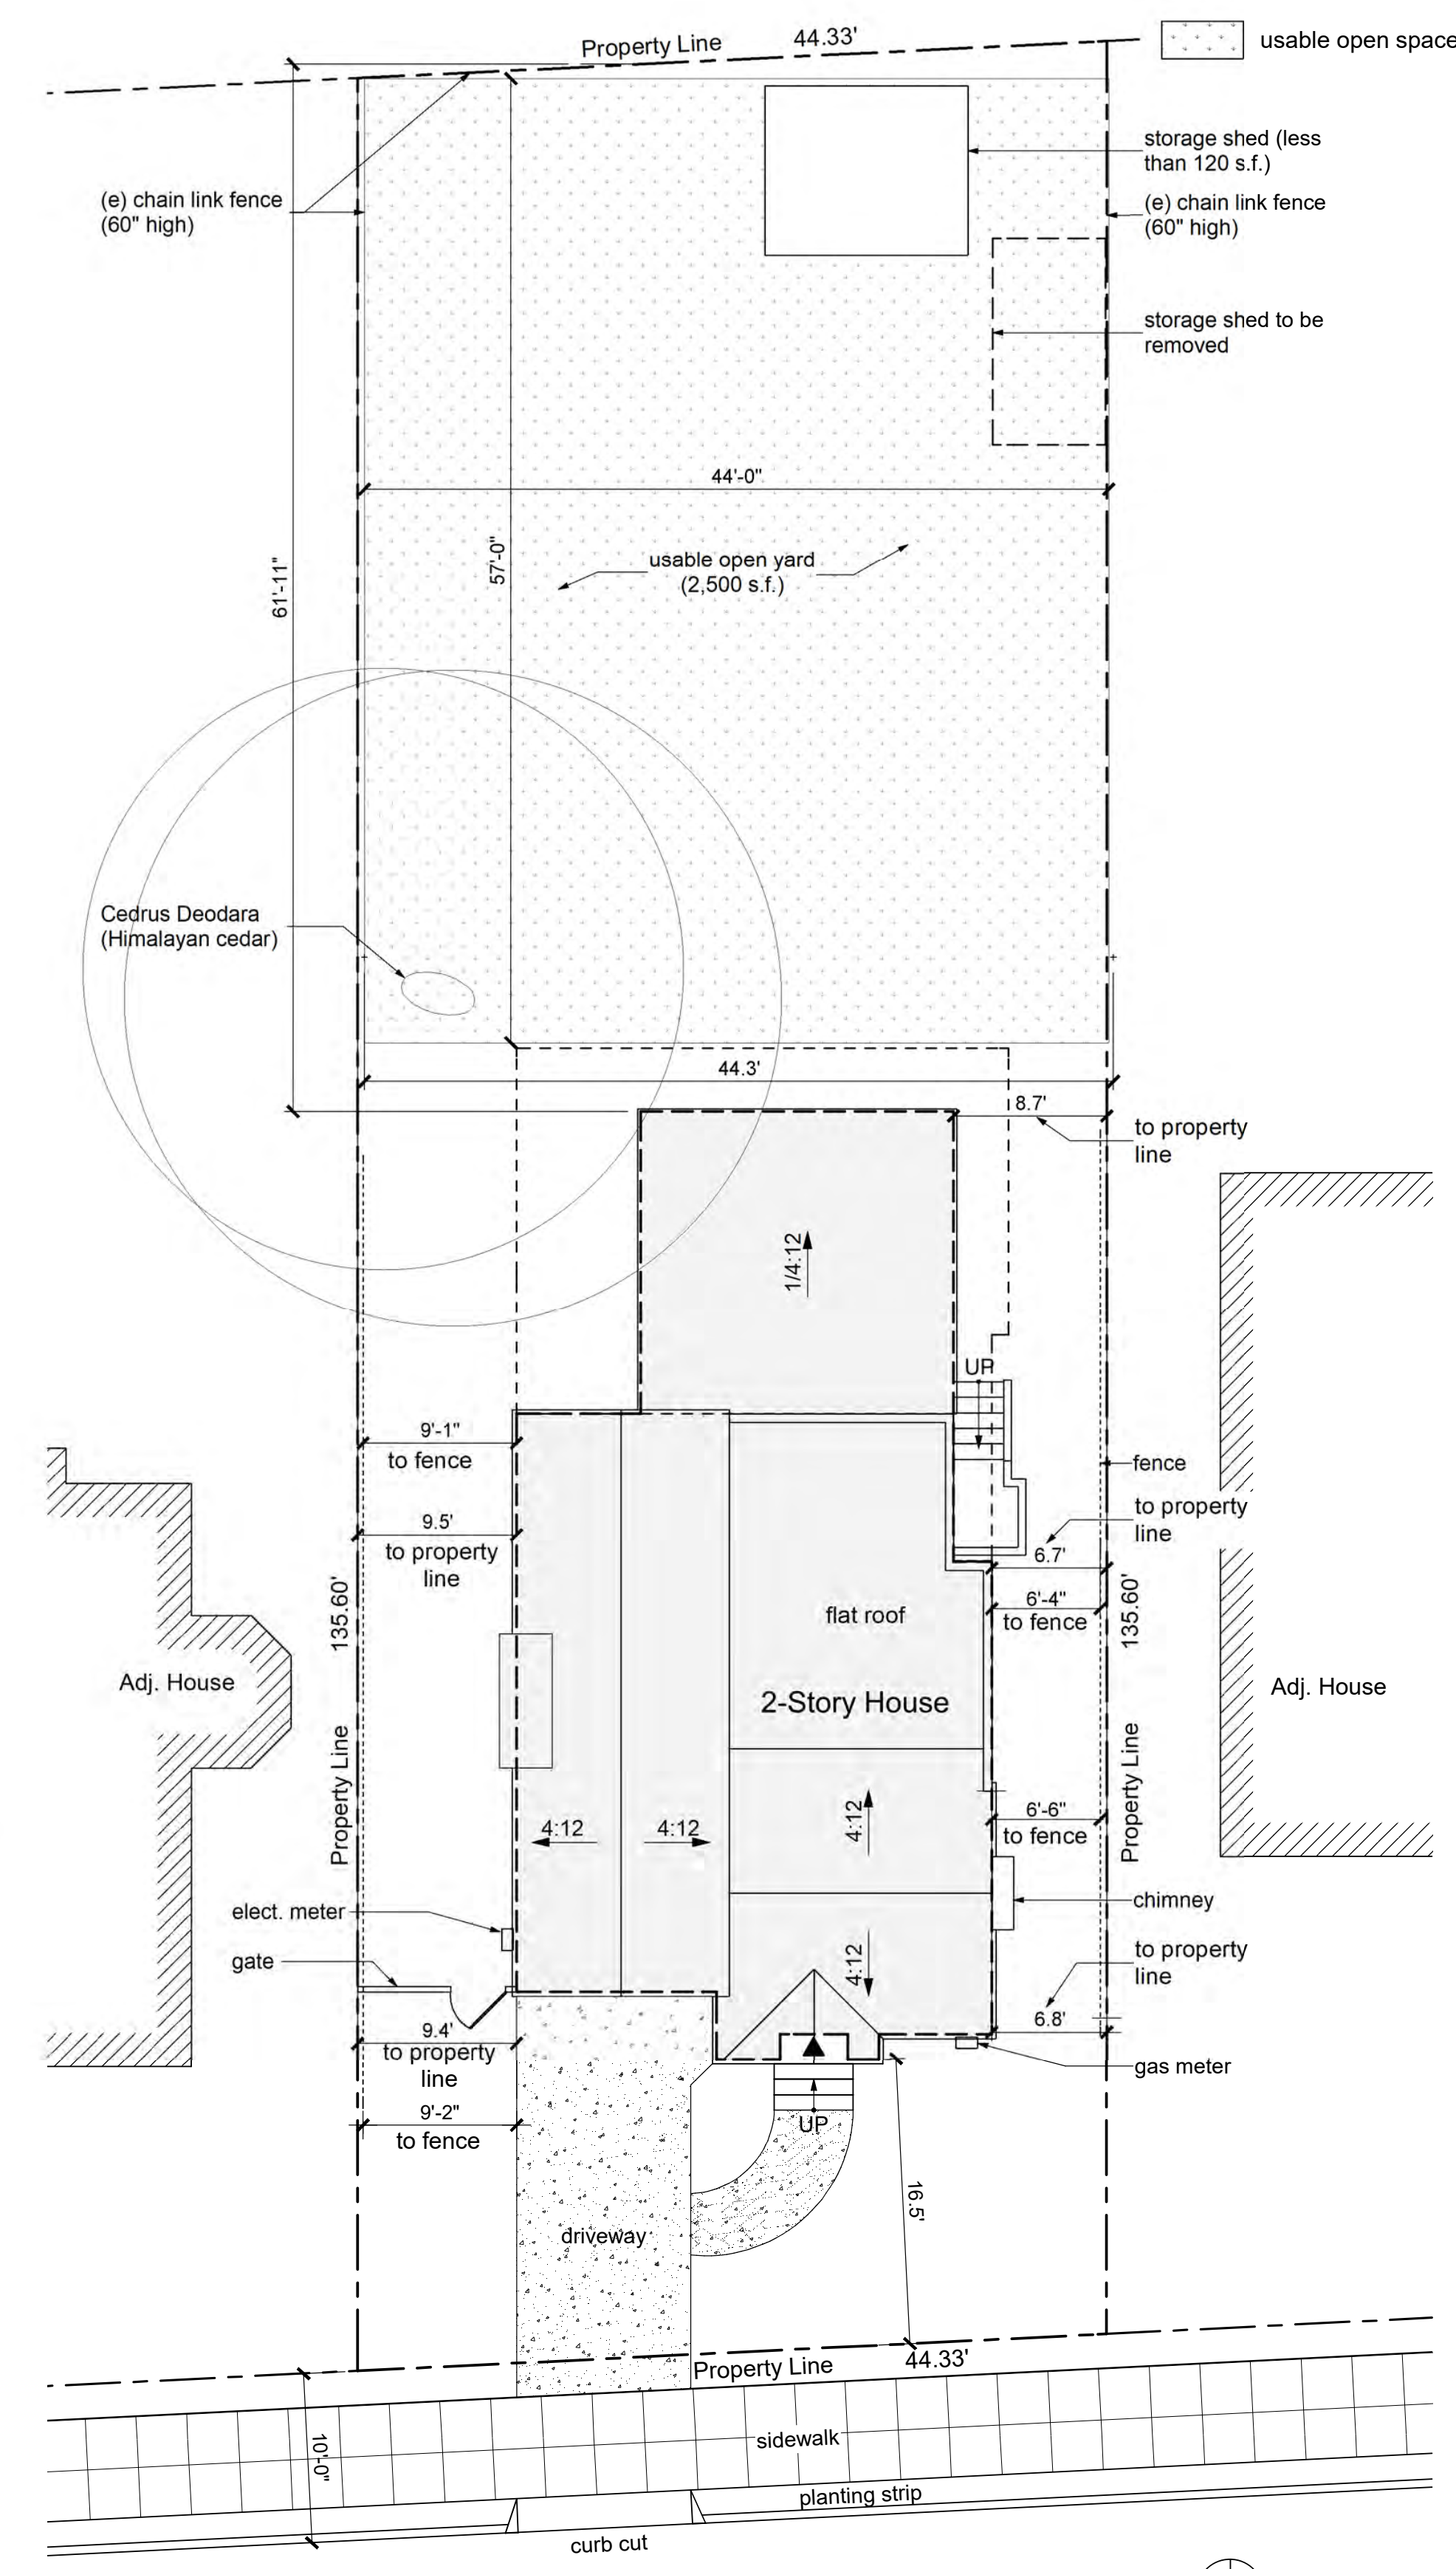 Property Line 44.33'
usable open space
storage shed (less
than 120 s.f.)
(e) chain link fence
(60" high)
(e) chain link fence
(60" high)
storage shed to be
removed
44'-0"
61'-11"
57'-0"
usable open yard
(2,500 s.f.)
Cedrus Deodara
(Himalayan cedar)
44.3'
8.7'
to property
line
1/4:12
UP
9'-1"
to fence
fence
9.5'
to property
line
to property
line
6.7'
6'-4"
to fence
135.60'
135.60'
flat roof
Adj. House
2-Story House
Adj. House
Property Line
Property Line
4:12
4:12
4:12
6'-6"
to fence
chimney
elect. meter
gate
4:12
to property
line
6.8'
9.4'
to property
line
gas meter
9'-2"
to fence
UP
16.5'
driveway
Property Line 44.33'
sidewalk
10'-0"
planting strip
curb cut